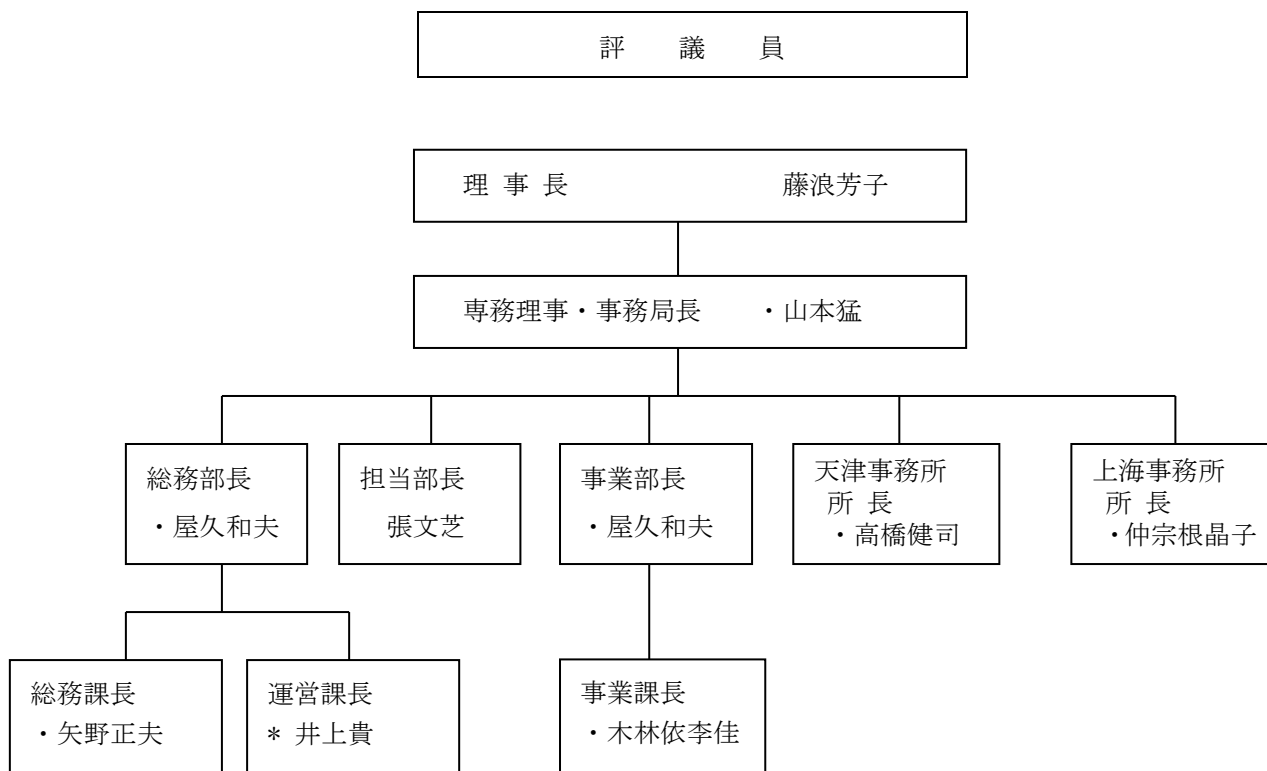 評 議 員
理 事 長 藤浪芳子
専務理事・事務局長 ・山本猛
総務部長
・屋久和夫
担当部長
張文芝
事業部長
・屋久和夫
天津事務所
所 長
・高橋健司
上海事務所
所 長
・仲宗根晶子
総務課長
・矢野正夫
運営課長
* 井上貴
事業課長
・木林依李佳